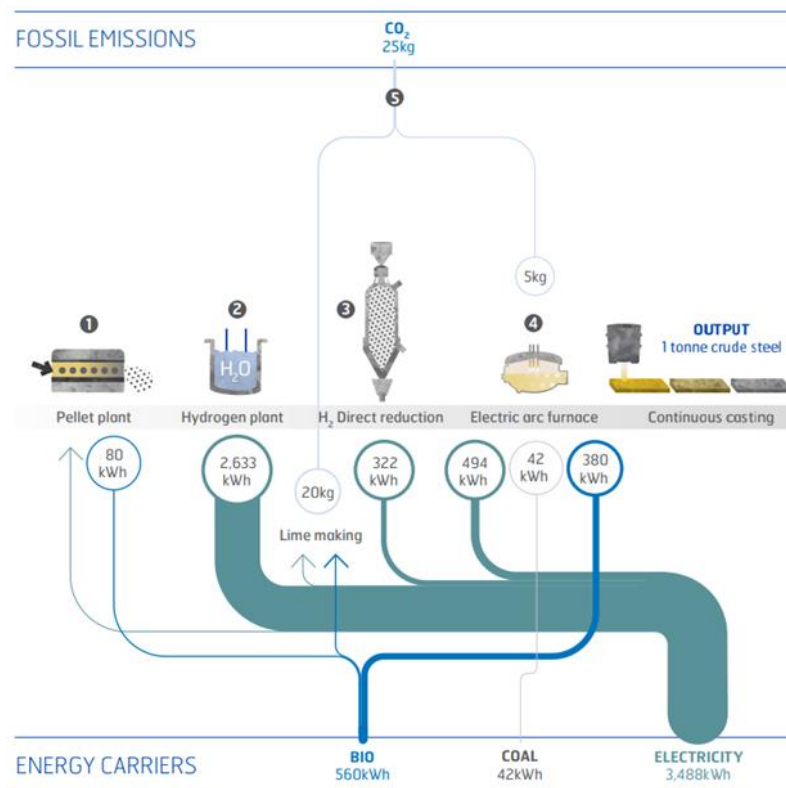 FOSSIL EMISSIONS
CO₂
25kg
5
5kg
1
2
3
4
H₂O
OUTPUT
1 tonne crude steel
Pellet plant
Hydrogen plant
H₂ Direct reduction
Electric arc furnace
Continuous casting
80
kWh
2,633
kWh
20kg
322
kWh
494
kWh
42
kWh
380
kWh
Lime making
ENERGY CARRIERS
BIO
560kWh
COAL
42kWh
ELECTRICITY
3,488kWh